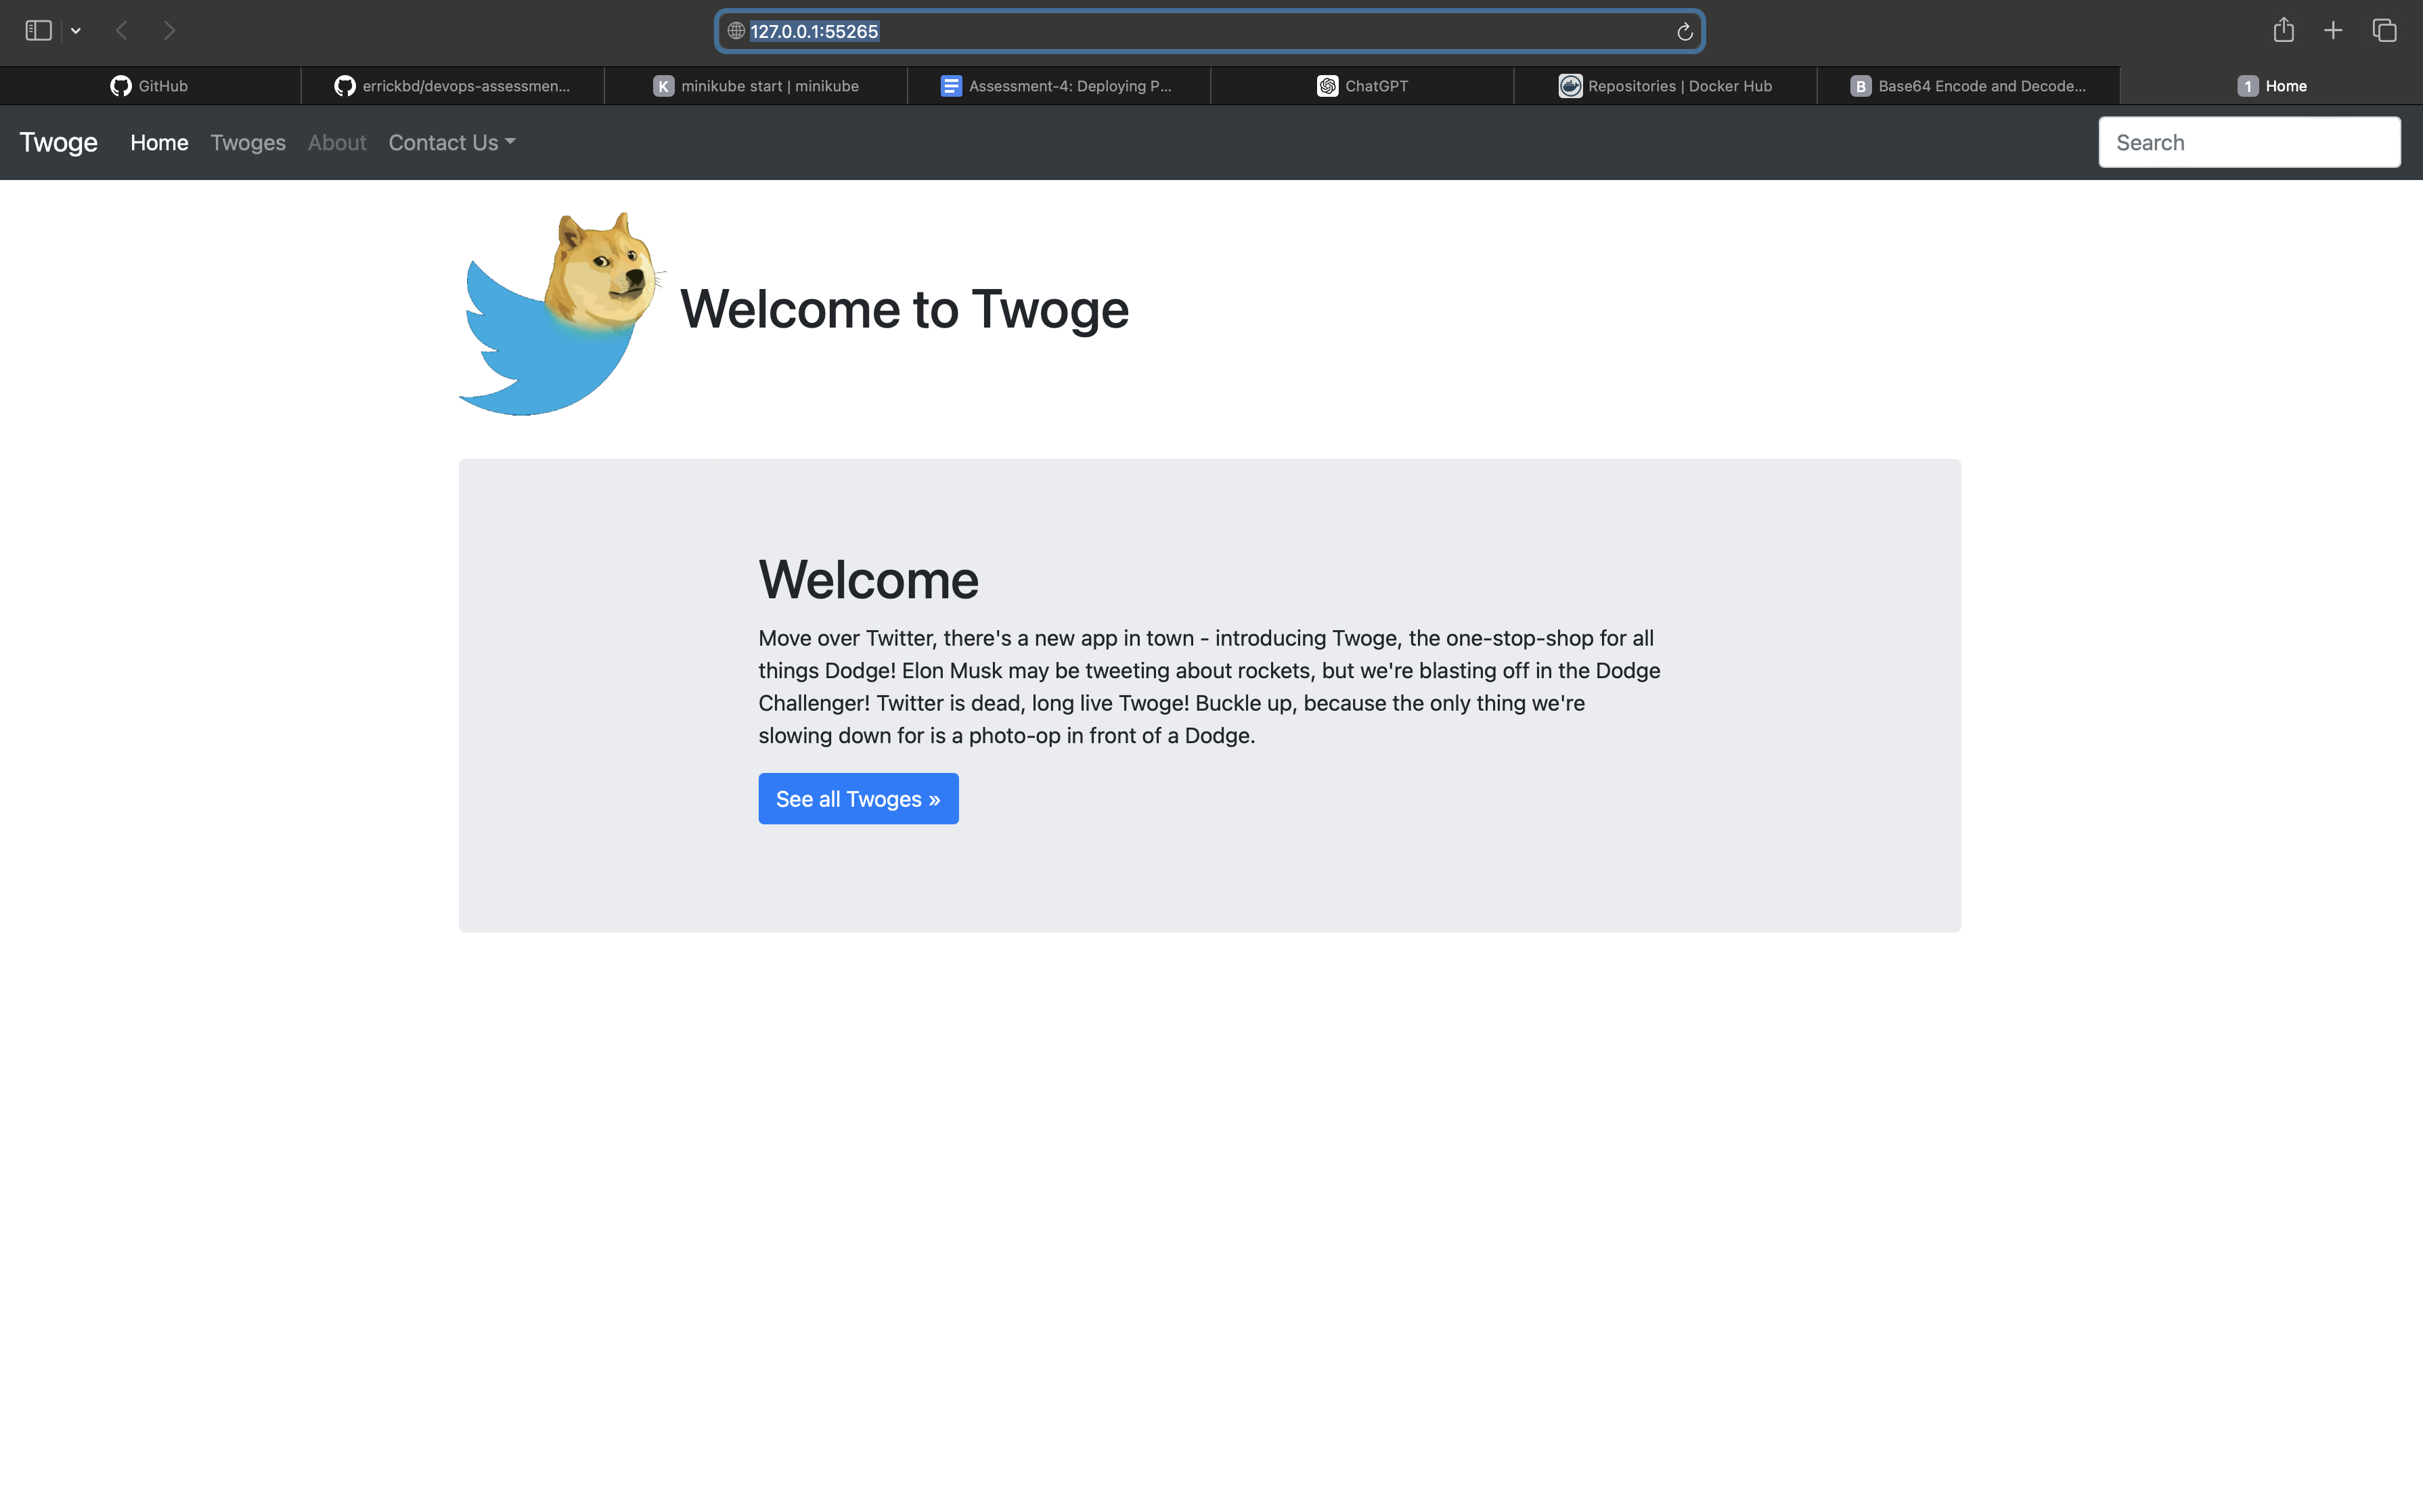 127.0.0.1:55265
GitHub
errickbd/devops-assessmen...
K minikube start | minikube
Assessment-4: Deploying P...
ChatGPT
Repositories | Docker Hub
B Base64 Encode and Decode...
1 Home
Twoge Home Twoges About Contact Us
Search
Welcome to Twoge
Welcome
Move over Twitter, there's a new app in town - introducing Twoge, the one-stop-shop for all
things Dodge! Elon Musk may be tweeting about rockets, but we're blasting off in the Dodge
Challenger! Twitter is dead, long live Twoge! Buckle up, because the only thing we're
slowing down for is a photo-op in front of a Dodge.
See all Twoges »